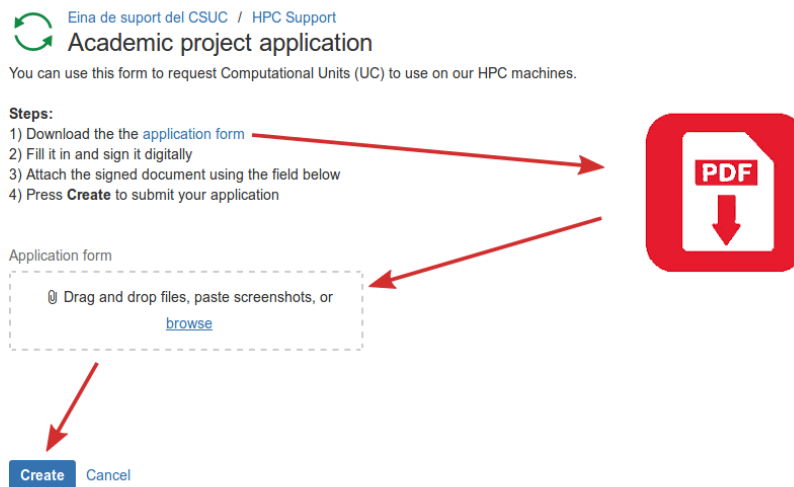 Eina de suport del CSUC / HPC Support
Academic project application
You can use this form to request Computational Units (UC) to use on our HPC machines.
Steps:
1) Download the the application form
2) Fill it in and sign it digitally
3) Attach the signed document using the field below
4) Press Create to submit your application
PDF
Application form
Drag and drop files, paste screenshots, or
browse
Create Cancel